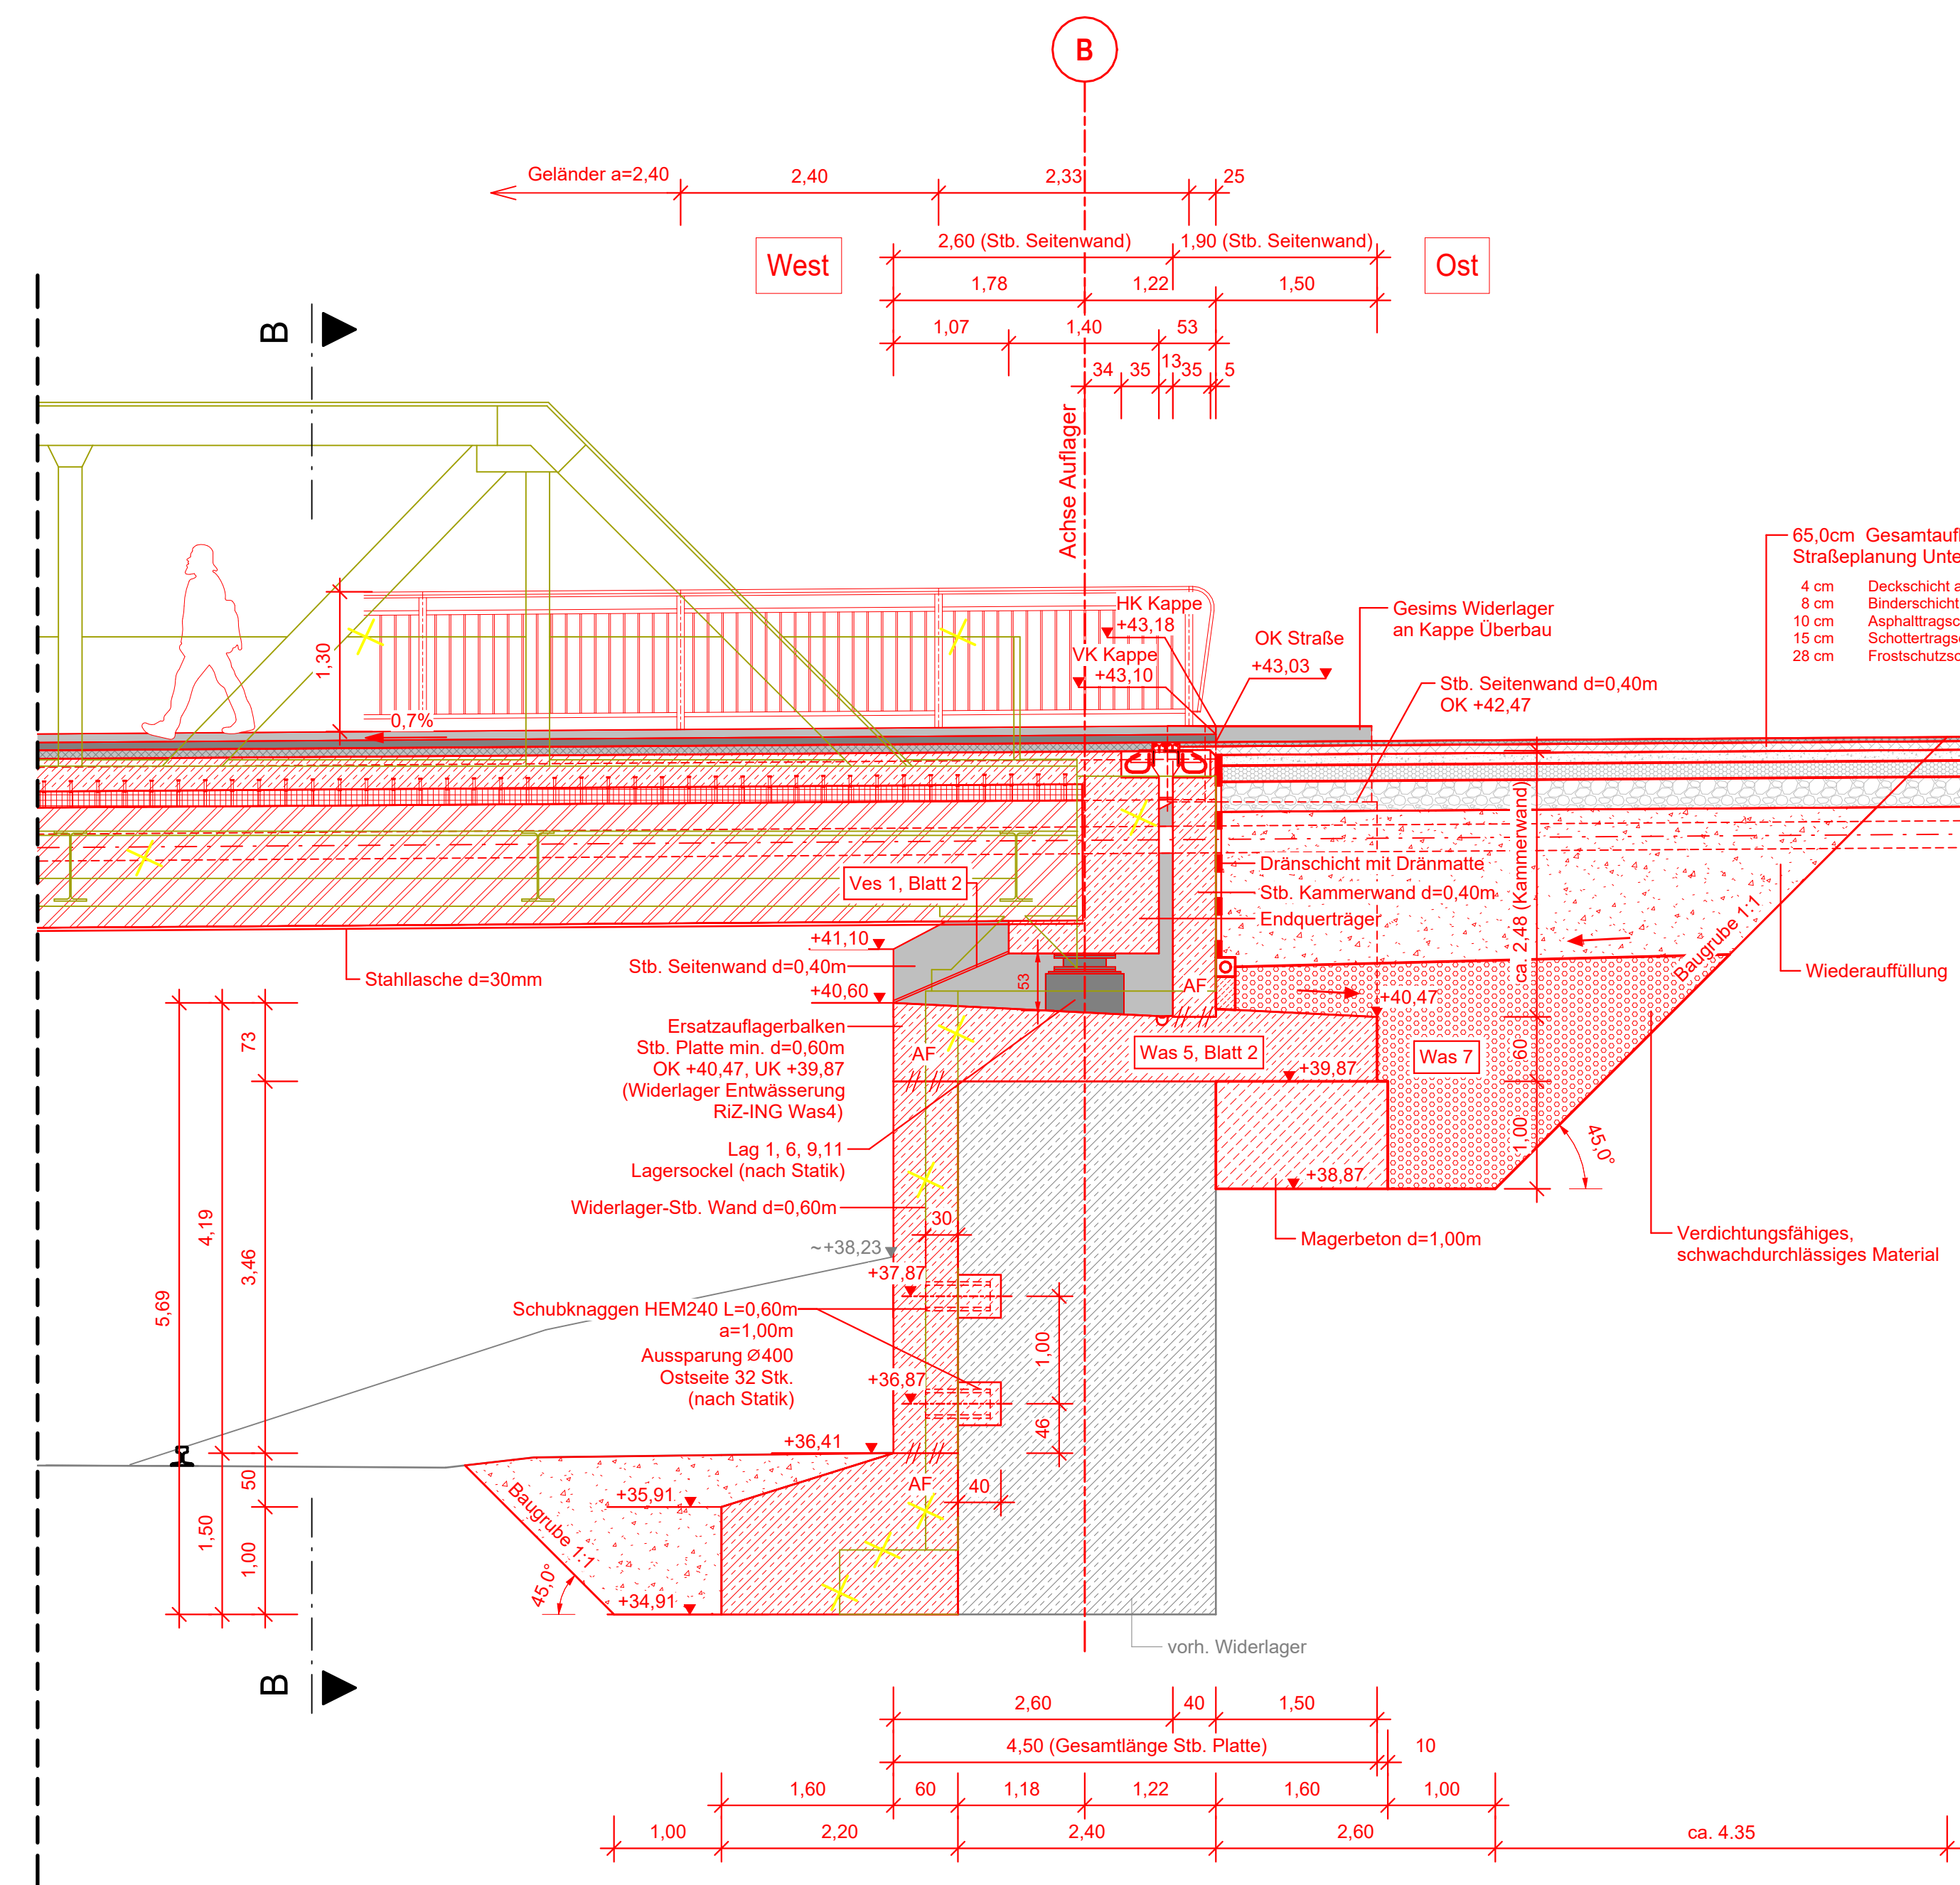 B
Geländer a=2,40
2,40
2,33
25
West
2,60 (Stb. Seitenwand)
1,90 (Stb. Seitenwand)
Ost
1,78
1,22
1,50
1,07
1,40
53
34
35
13
35
5
B
Achse Auflager
65,0cm
Straßeplanung
4 cm
Deckschicht
8 cm
Binderschicht
10 cm
15 cm
28 cm
HK Kappe
+43,18
VK Kappe
+43,10
OK Straße
+43,03
Gesims Widerlager
an Kappe Überbau
Stb. Seitenwand d=0,40m
OK +42,47
1,30
0,7%
Ves 1, Blatt 2
Dränschicht mit Dränmatte
Stb. Kammerwand d=0,40m
Endquerträger
ca. 2,48 (Kammerwand)
Baugrube 1:1
Wiederauffüllung
+41,10
Stb. Seitenwand d=0,40m
Stahllasche d=30mm
+40,60
53
AF
+40,47
Ersatzauflagerbalken
Stb. Platte min. d=0,60m
OK +40,47, UK +39,87
(Widerlager Entwässerung
RiZ-ING Was4)
AF
Was 5, Blatt 2
Was 7
60
+39,87
73
Lag 1, 6, 9,11
Lagersockel (nach Statik)
1,00
45,0°
+38,87
Widerlager-Stb. Wand d=0,60m
30
4,19
3,46
5,69
~+38,23
Magerbeton d=1,00m
Verdichtungsfähiges,
schwachdurchlässiges Material
+37,87
Schubknaggen HEM240 L=0,60m
a=1,00m
Aussparung Ø400
Ostseite 32 Stk.
(nach Statik)
+36,87
1,00
46
+36,41
AF
40
50
+35,91
Baugrube 1:1
1,50
1,00
45,0°
+34,91
vorh. Widerlager
B
2,60
40
1,50
4,50 (Gesamtlänge Stb. Platte)
10
1,60
60
1,18
1,22
1,60
1,00
1,00
2,20
2,40
2,60
ca. 4.35